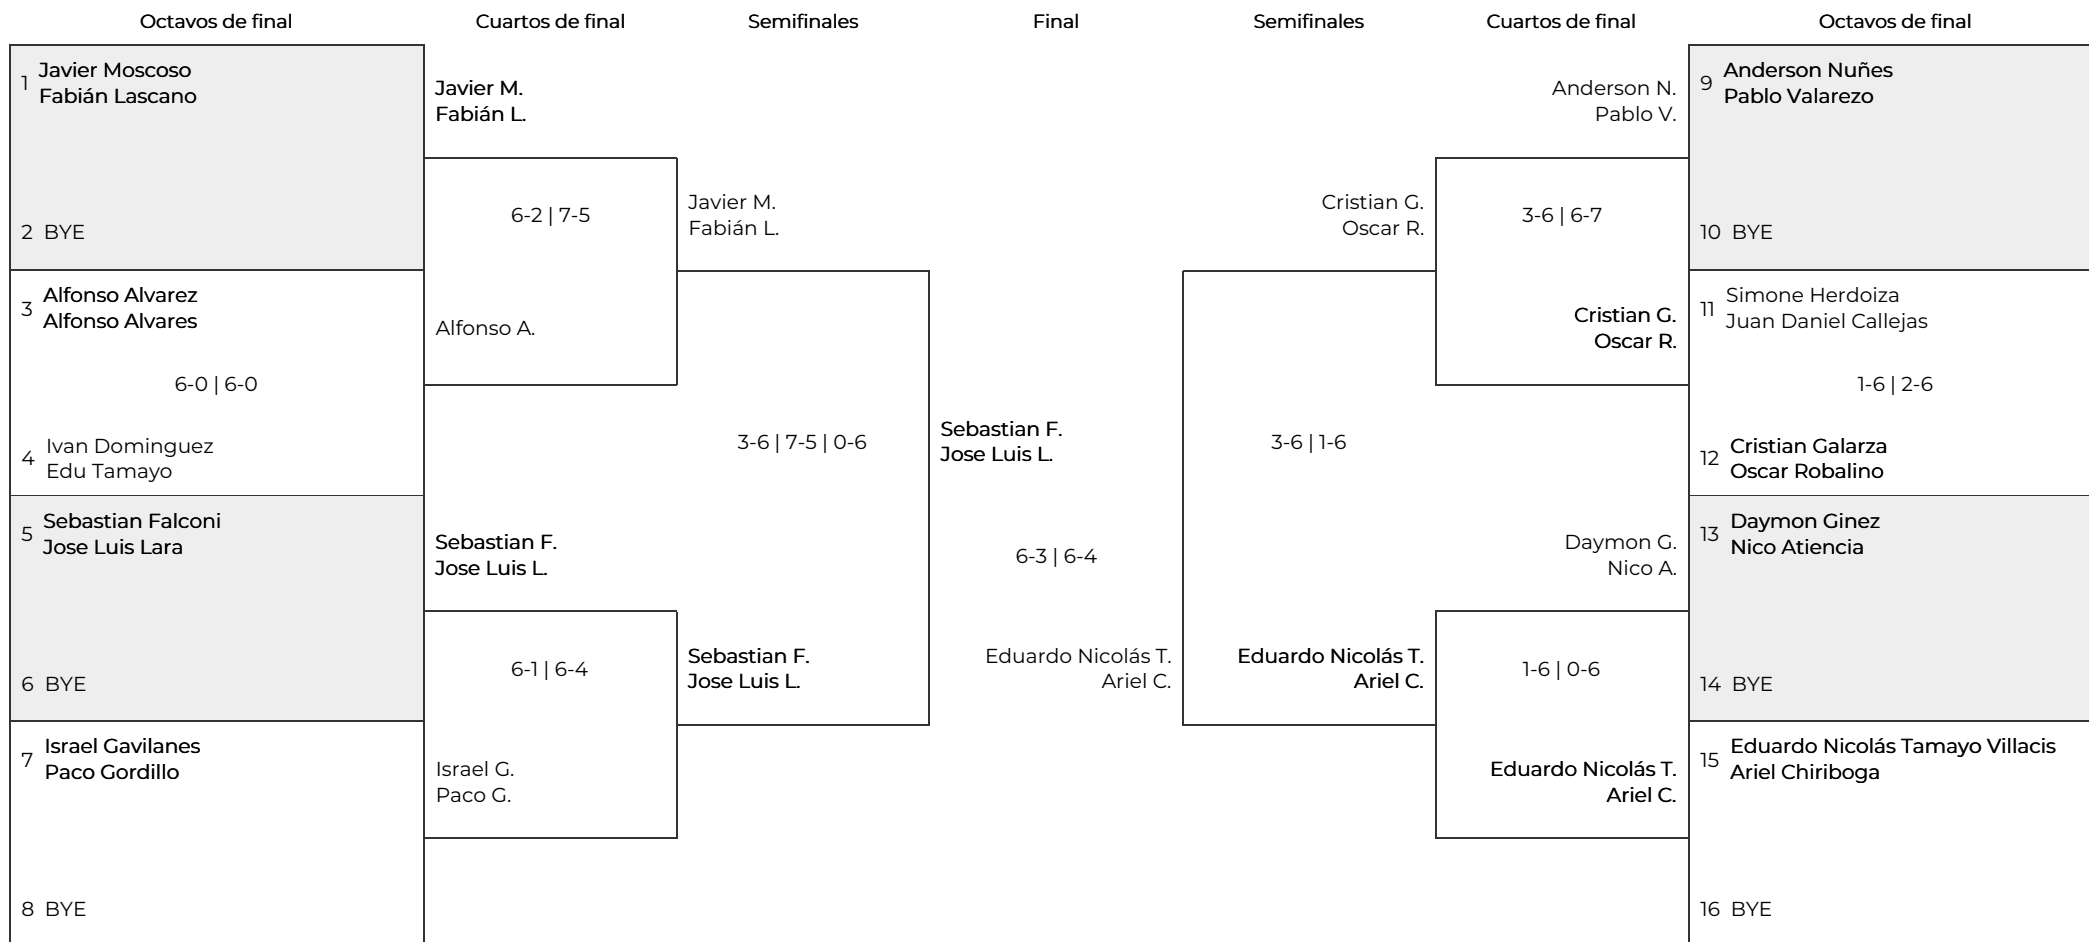 Octavos de final
Cuartos de final
Semifinales
Final
Semifinales
Cuartos de final
Octavos de final
1 Javier Moscoso
Fabián Lascano
2 BYE
3 Alfonso Alvarez
Alfonso Alvares
6-0 | 6-0
4 Ivan Dominguez
Edu Tamayo
5 Sebastian Falconi
Jose Luis Lara
6 BYE
7 Israel Gavilanes
Paco Gordillo
8 BYE
Javier M.
Fabián L.
6-2 | 7-5
Alfonso A.
Sebastian F.
Jose Luis L.
6-1 | 6-4
Israel G.
Paco G.
Javier M.
Fabián L.
3-6 | 7-5 | 0-6
Sebastian F.
Jose Luis L.
Sebastian F.
Jose Luis L.
6-3 | 6-4
Eduardo Nicolás T.
Ariel C.
Cristian G.
Oscar R.
3-6 | 1-6
Eduardo Nicolás T.
Ariel C.
Anderson N.
Pablo V.
3-6 | 6-7
Cristian G.
Oscar R.
Daymon G.
Nico A.
1-6 | 0-6
Eduardo Nicolás T.
Ariel C.
9 Anderson Nuñes
Pablo Valarezo
10 BYE
11 Simone Herdoiza
Juan Daniel Callejas
1-6 | 2-6
12 Cristian Galarza
Oscar Robalino
13 Daymon Ginez
Nico Atiencia
14 BYE
15 Eduardo Nicolás Tamayo Villacis
Ariel Chiriboga
16 BYE